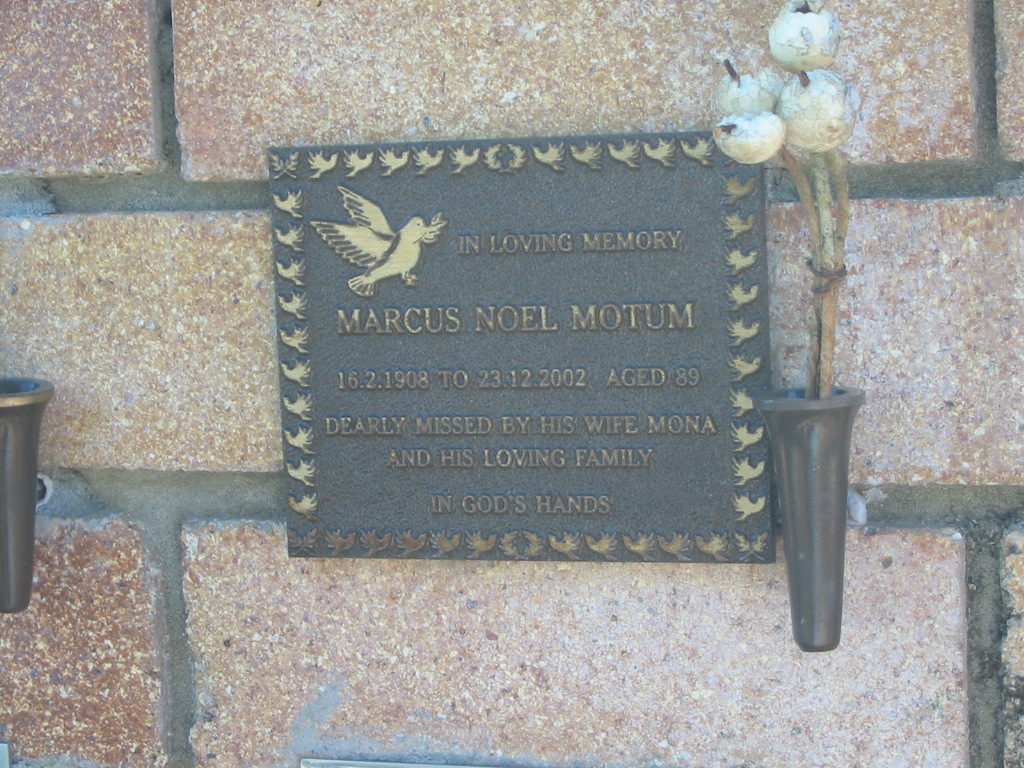 IN LOVING MEMORY
MARCUS NOEL MOTUM
16.2.1908 TO 23.12.2002 AGED 89
DEARLY MISSED BY HIS WIFE MONA
AND HIS LOVING FAMILY
IN GOD'S HANDS